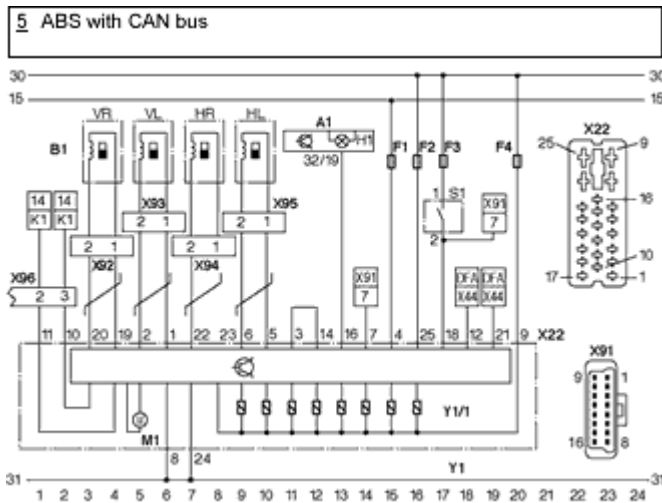 5 ABS with CAN bus
30 30
15 15
VR VL HR HL
B1
A1
H1
32/19
F1 F2 F3 F4
X22
25 9
16
10
17 1
14 14
K1 K1
X93 X95
2 1 2 1
1 S1
2
X91
7
2 1 2 1
X92 X94
X96
2 3
X91
7
DFA DFA
X44 X44
11 10 20 19 2 1 22 23 6 5 3 14 16 7 4 25 18 12 21 9 X22
X91
9 1
16 8
M1
Y1/1
8 24
Y1
31 31
1 2 3 4 5 6 7 8 9 10 11 12 13 14 15 16 17 18 19 20 21 22 23 24